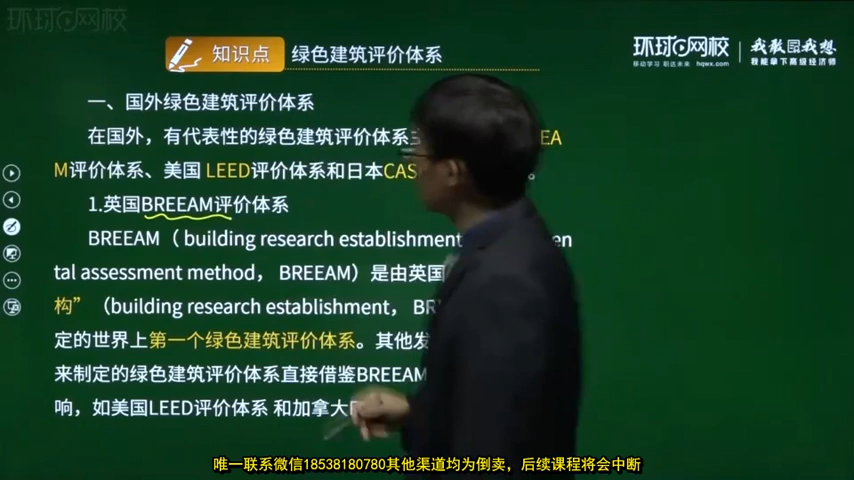 环球网校
知识点 绿色建筑评价体系
环球网校 移动学习 职达未来 hqwx.com
我敢我想 我能拿下高级经济师
一、国外绿色建筑评价体系
在国外，有代表性的绿色建筑评价体系 EA
M评价体系、美国 LEED评价体系和日本CAS 。
1.英国BREEAM评价体系
BREEAM（ building research establishment en
tal assessment method， BREEAM）是由英国
构”（building research establishment， BR
定的世界上第一个绿色建筑评价体系。其他发
来制定的绿色建筑评价体系直接借鉴BREEAM
响，如美国LEED评价体系 和加拿大
唯一联系微信18538180780其他渠道均为倒卖，后续课程将会中断